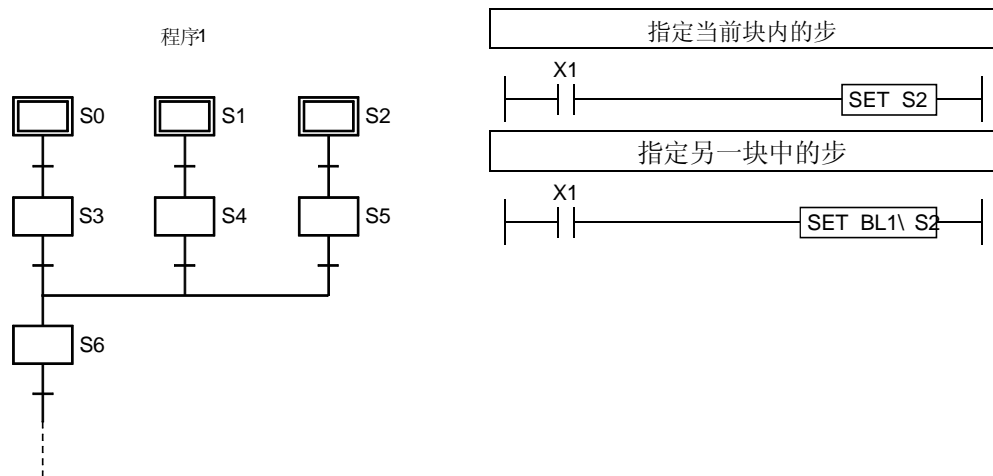 程序1
S0
S1
S2
S3
S4
S5
S6
指定当前块内的步
X1
SET S2
指定另一块中的步
X1
SET BL1\ S2